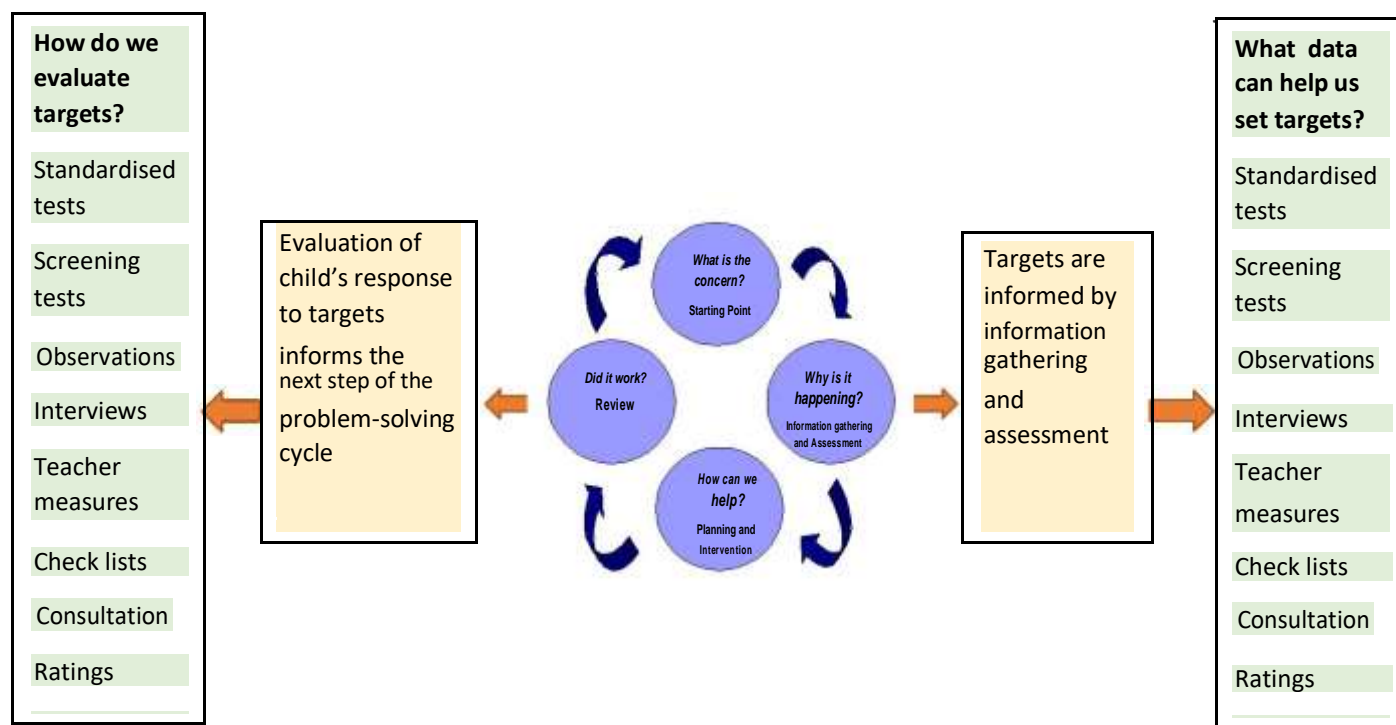 How do we
evaluate
targets?
Standardised
tests
Screening
tests
Observations
Interviews
Teacher
measures
Check lists
Consultation
Ratings
Evaluation of
child's response
to targets
informs the
next step of the
problem-solving
cycle
What is the
concern?
Starting Point
Did it work?
Review
Why is it
happening?
Information gathering
and Assessment
How can we
help?
Planning and
Intervention
Targets are
informed by
information
gathering
and
assessment
What data
can help us
set targets?
Standardised
tests
Screening
tests
Observations
Interviews
Teacher
measures
Check lists
Consultation
Ratings